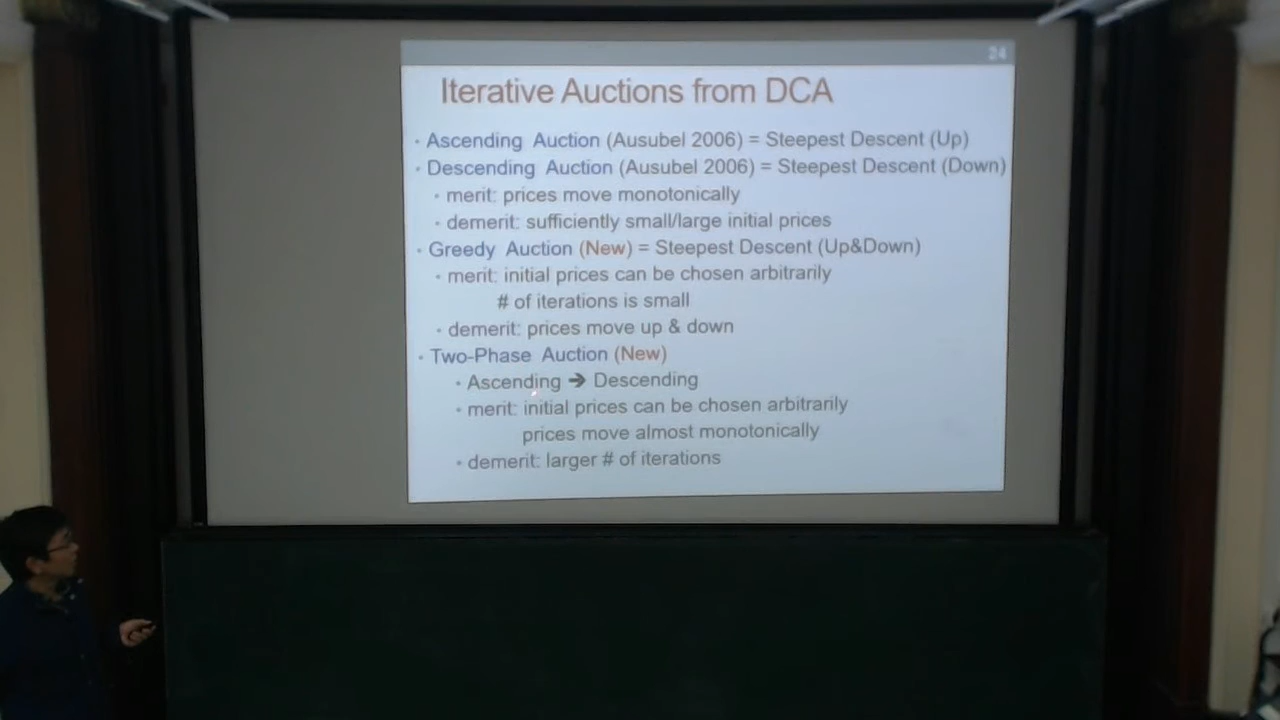 24
Iterative Auctions from DCA
• Ascending Auction (Ausubel 2006) = Steepest Descent (Up)
• Descending Auction (Ausubel 2006) = Steepest Descent (Down)
• merit: prices move monotonically
• demerit: sufficiently small/large initial prices
• Greedy Auction (New) = Steepest Descent (Up&Down)
• merit: initial prices can be chosen arbitrarily
# of iterations is small
• demerit: prices move up & down
• Two-Phase Auction (New)
• Ascending ➔ Descending
• merit: initial prices can be chosen arbitrarily
prices move almost monotonically
• demerit: larger # of iterations